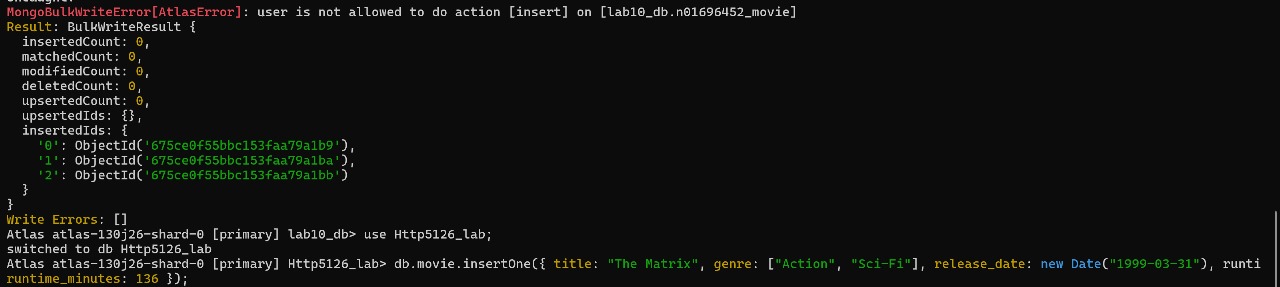 MongoBulkWriteError[AtlasError]: user is not allowed to do action [insert] on [lab10_db.n01696452_movie]
Result: BulkWriteResult {
  insertedCount: 0,
  matchedCount: 0,
  modifiedCount: 0,
  deletedCount: 0,
  upsertedCount: 0,
  upsertedIds: {},
  insertedIds: {
    '0': ObjectId('675ce0f55bbc153faa79a1b9'),
    '1': ObjectId('675ce0f55bbc153faa79a1ba'),
    '2': ObjectId('675ce0f55bbc153faa79a1bb')
  }
}
Write Errors: []
Atlas atlas-130j26-shard-0 [primary] lab10_db> use Http5126_lab;
switched to db Http5126_lab
Atlas atlas-130j26-shard-0 [primary] Http5126_lab> db.movie.insertOne({ title: "The Matrix", genre: ["Action", "Sci-Fi"], release_date: new Date("1999-03-31"), runti
runtime_minutes: 136 });